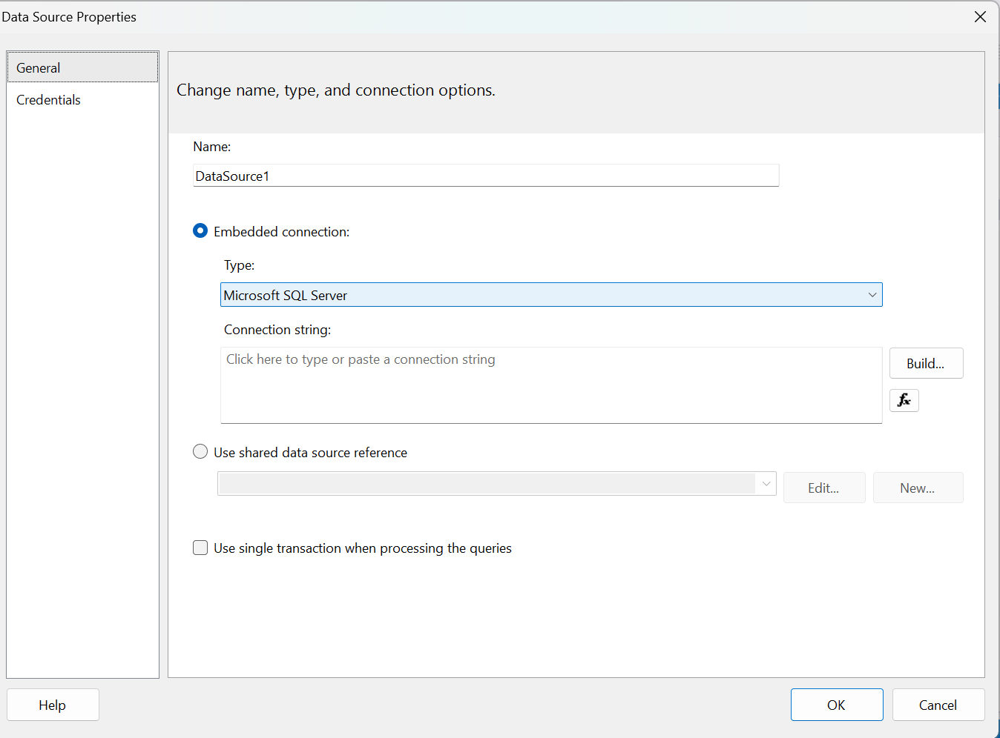 Data Source Properties
General
Credentials
Change name, type, and connection options.
Name:
DataSource1
Embedded connection:
Type:
Microsoft SQL Server
Connection string:
Click here to type or paste a connection string
Build...
fx
Use shared data source reference
Edit...
New...
Use single transaction when processing the queries
Help
OK
Cancel